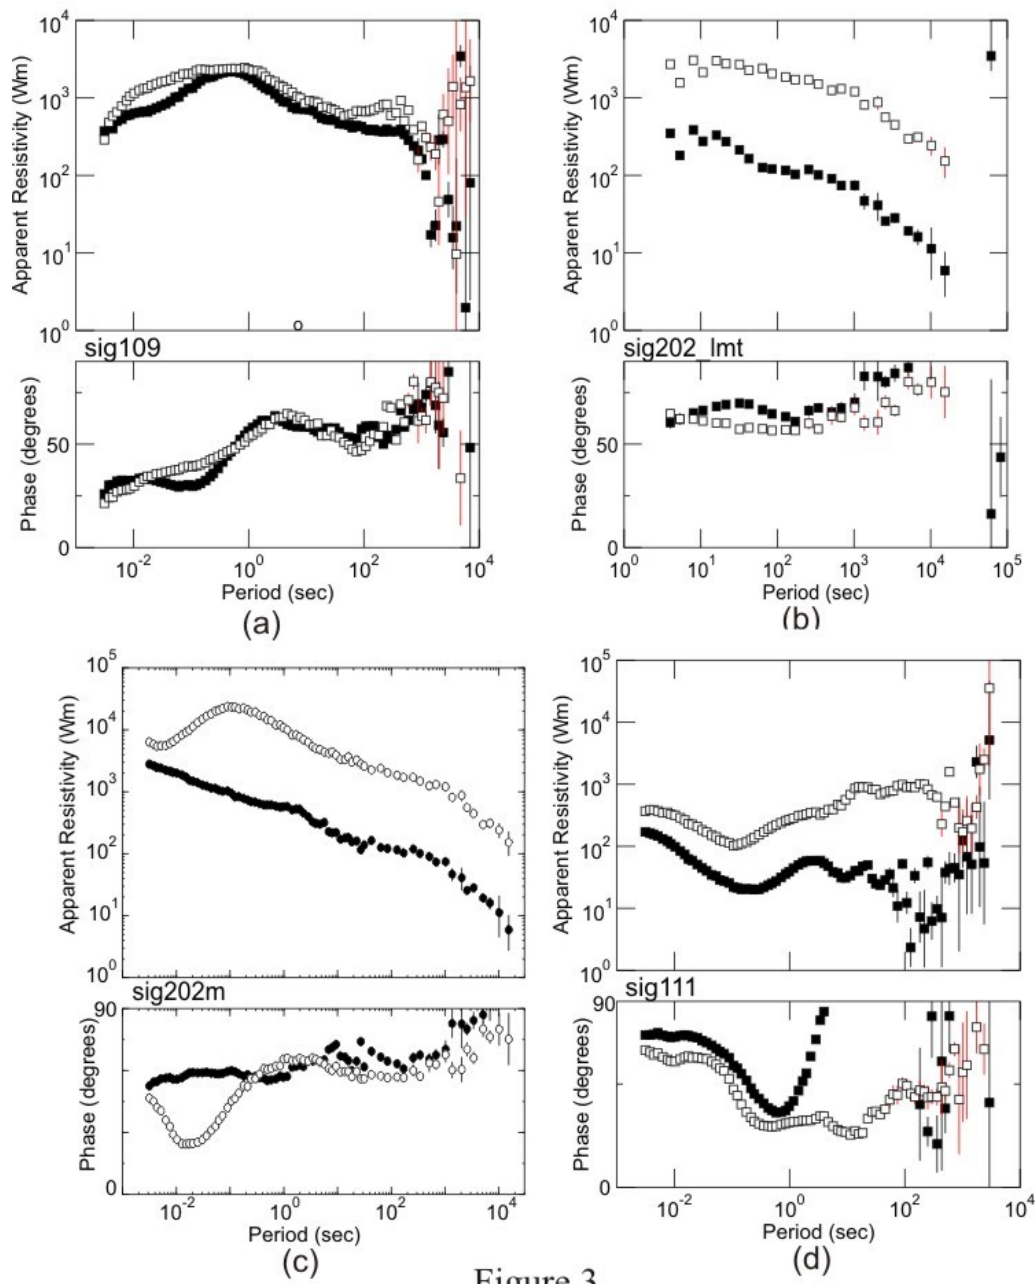 10^4
10^3
10^2
10^1
10^0
Apparent Resistivity (Wm)
sig109
50
0
Phase (degrees)
10^-2 10^0 10^2 10^4
Period (sec)
(a)
10^4
10^3
10^2
10^1
10^0
Apparent Resistivity (Wm)
sig202_lmt
50
0
Phase (degrees)
10^0 10^1 10^2 10^3 10^4 10^5
Period (sec)
(b)
10^5
10^4
10^3
10^2
10^1
10^0
Apparent Resistivity (Wm)
sig202m
90
0
Phase (degrees)
10^-2 10^0 10^2 10^4
Period (sec)
(c)
10^5
10^4
10^3
10^2
10^1
10^0
Apparent Resistivity (Wm)
sig111
90
0
Phase (degrees)
10^-2 10^0 10^2 10^4
Period (sec)
(d)
Figure 3